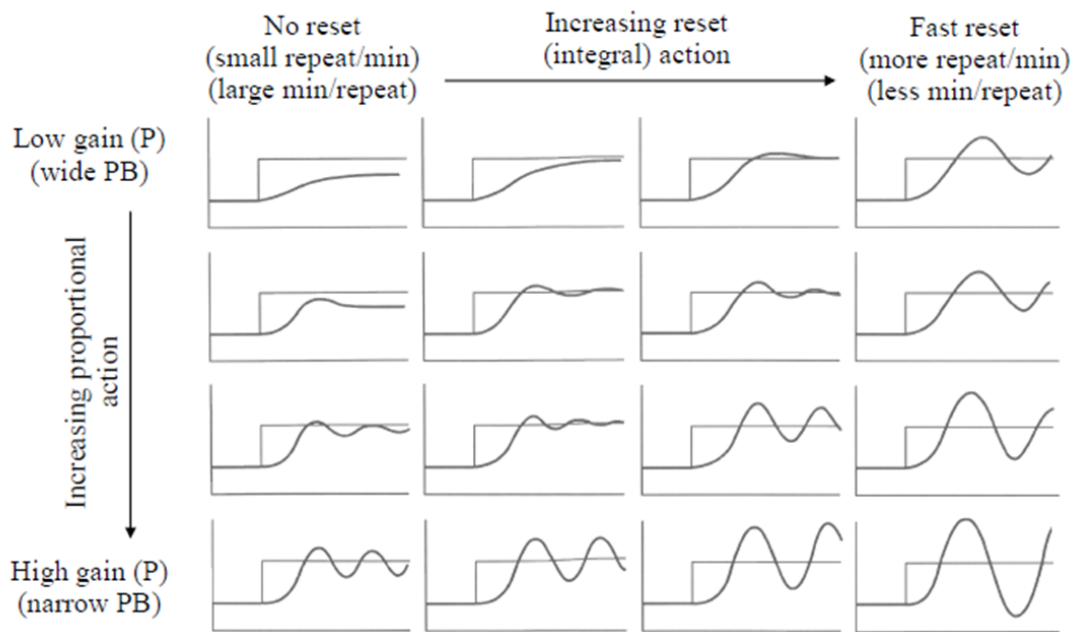 No reset
(small repeat/min)
(large min/repeat)
Increasing reset
(integral) action
Fast reset
(more repeat/min)
(less min/repeat)
Low gain (P)
(wide PB)
Increasing proportional
action
High gain (P)
(narrow PB)